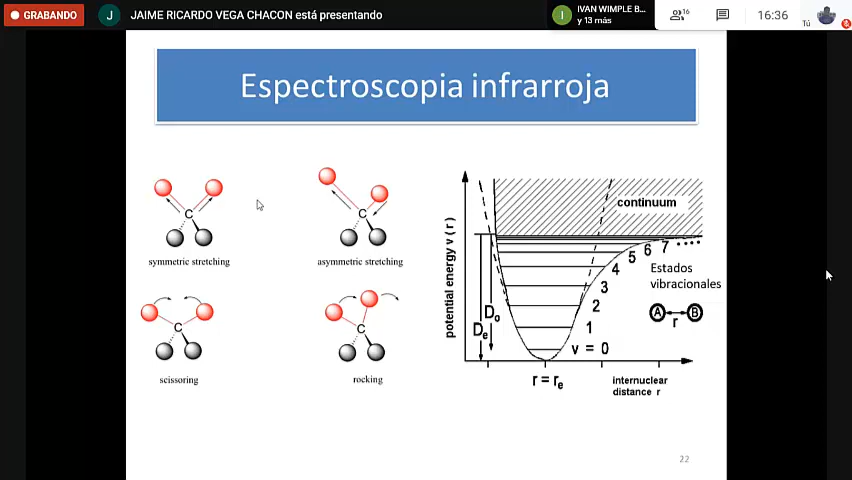 GRABANDO
J
JAIME RICARDO VEGA CHACON está presentando
I
IVAN WIMPLE B...
y 13 más
16
16:36
Tú
Espectroscopia infrarroja
C
symmetric stretching
C
asymmetric stretching
C
scissoring
C
rocking
potential energy v ( r )
continuum
7 ....
6
5
4
3
2
1
v = 0
Estados
vibracionales
A B
r
Do
De
r = re
internuclear
distance r
22